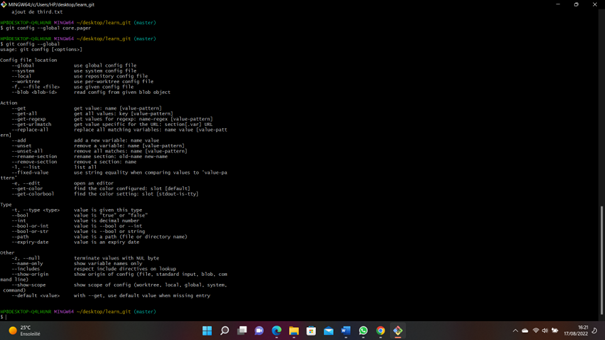 MINGW64:/c/Users/HP/desktop/learn_git
ajout de third.txt
MINGW64 ~/desktop/learn_git (master)
$ git config --global core.pager
MINGW64 ~/desktop/learn_git (master)
$ git config --global
usage: git config [<options>]
Config file location
--global use global config file
--system use system config file
--local use repository config file
--worktree use per-worktree config file
-f, --file <file> use given config file
--blob <blob-id> read config from given blob object
Action
--get get value: name [value-pattern]
--get-all get all values: key [value-pattern]
--get-regexp get values for regexp: name-regex [value-pattern]
--get-urlmatch get value specific for the URL: section[.var] URL
--replace-all replace all matching variables: name value [value-patt
ern]
--add add a new variable: name value
--unset remove a variable: name [value-pattern]
--unset-all remove all matches: name [value-pattern]
--rename-section rename section: old-name new-name
--remove-section remove a section: name
-l, --list list all
--fixed-value use string equality when comparing values to 'value-pa
ttern'
-e, --edit open an editor
--get-color find the color configured: slot [default]
--get-colorbool find the color setting: slot [stdout-is-tty]
Type
-t, --type <type> value is given this type
--bool value is "true" or "false"
--int value is decimal number
--bool-or-int value is --bool or --int
--bool-or-str value is --bool or string
--path value is a path (file or directory name)
--expiry-date value is an expiry date
Other
-z, --null terminate values with NUL byte
--name-only show variable names only
--includes respect include directives on lookup
--show-origin show origin of config (file, standard input, blob, com
mand line)
--show-scope show scope of config (worktree, local, global, system,
command)
--default <value> with --get, use default value when missing entry
MINGW64 ~/desktop/learn_git (master)
$
25°C
Ensoleillé
16:21
17/08/2022